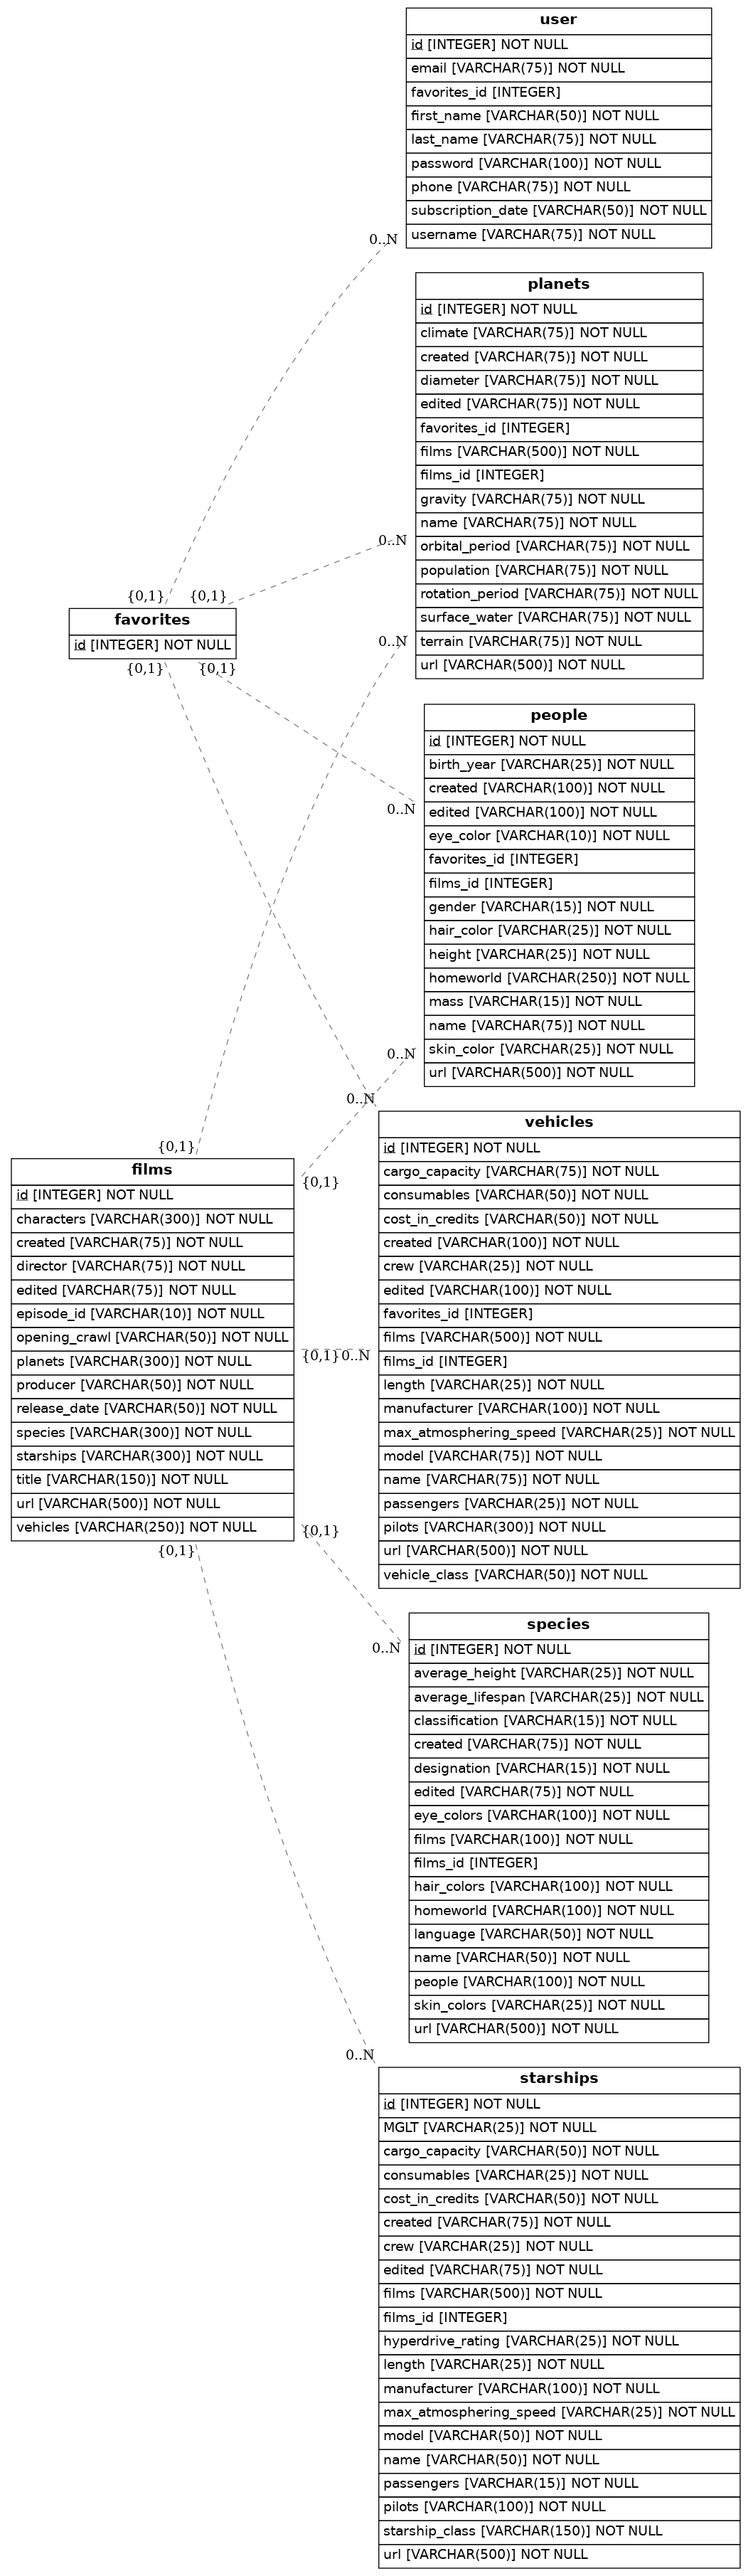 user
id [INTEGER] NOT NULL
email [VARCHAR(75)] NOT NULL
favorites_id [INTEGER]
first_name [VARCHAR(50)] NOT NULL
last_name [VARCHAR(75)] NOT NULL
password [VARCHAR(100)] NOT NULL
phone [VARCHAR(75)] NOT NULL
subscription_date [VARCHAR(50)] NOT NULL
username [VARCHAR(75)] NOT NULL
0..N
planets
id [INTEGER] NOT NULL
climate [VARCHAR(75)] NOT NULL
created [VARCHAR(75)] NOT NULL
diameter [VARCHAR(75)] NOT NULL
edited [VARCHAR(75)] NOT NULL
favorites_id [INTEGER]
films [VARCHAR(500)] NOT NULL
films_id [INTEGER]
gravity [VARCHAR(75)] NOT NULL
name [VARCHAR(75)] NOT NULL
orbital_period [VARCHAR(75)] NOT NULL
population [VARCHAR(75)] NOT NULL
rotation_period [VARCHAR(75)] NOT NULL
surface_water [VARCHAR(75)] NOT NULL
terrain [VARCHAR(75)] NOT NULL
url [VARCHAR(500)] NOT NULL
0..N
0..N
{0,1}
{0,1}
favorites
id [INTEGER] NOT NULL
{0,1}
{0,1}
people
id [INTEGER] NOT NULL
birth_year [VARCHAR(25)] NOT NULL
created [VARCHAR(100)] NOT NULL
edited [VARCHAR(100)] NOT NULL
eye_color [VARCHAR(10)] NOT NULL
favorites_id [INTEGER]
films_id [INTEGER]
gender [VARCHAR(15)] NOT NULL
hair_color [VARCHAR(25)] NOT NULL
height [VARCHAR(25)] NOT NULL
homeworld [VARCHAR(250)] NOT NULL
mass [VARCHAR(15)] NOT NULL
name [VARCHAR(75)] NOT NULL
skin_color [VARCHAR(25)] NOT NULL
url [VARCHAR(500)] NOT NULL
0..N
0..N
0..N
vehicles
id [INTEGER] NOT NULL
cargo_capacity [VARCHAR(75)] NOT NULL
consumables [VARCHAR(50)] NOT NULL
cost_in_credits [VARCHAR(50)] NOT NULL
created [VARCHAR(100)] NOT NULL
crew [VARCHAR(25)] NOT NULL
edited [VARCHAR(100)] NOT NULL
favorites_id [INTEGER]
films [VARCHAR(500)] NOT NULL
films_id [INTEGER]
length [VARCHAR(25)] NOT NULL
manufacturer [VARCHAR(100)] NOT NULL
max_atmosphering_speed [VARCHAR(25)] NOT NULL
model [VARCHAR(75)] NOT NULL
name [VARCHAR(75)] NOT NULL
passengers [VARCHAR(25)] NOT NULL
pilots [VARCHAR(300)] NOT NULL
url [VARCHAR(500)] NOT NULL
vehicle_class [VARCHAR(50)] NOT NULL
{0,1}
films
id [INTEGER] NOT NULL
characters [VARCHAR(300)] NOT NULL
created [VARCHAR(75)] NOT NULL
director [VARCHAR(75)] NOT NULL
edited [VARCHAR(75)] NOT NULL
episode_id [VARCHAR(10)] NOT NULL
opening_crawl [VARCHAR(50)] NOT NULL
planets [VARCHAR(300)] NOT NULL
producer [VARCHAR(50)] NOT NULL
release_date [VARCHAR(50)] NOT NULL
species [VARCHAR(300)] NOT NULL
starships [VARCHAR(300)] NOT NULL
title [VARCHAR(150)] NOT NULL
url [VARCHAR(500)] NOT NULL
vehicles [VARCHAR(250)] NOT NULL
{0,1}
{0,1} 0..N
{0,1}
{0,1}
0..N
species
id [INTEGER] NOT NULL
average_height [VARCHAR(25)] NOT NULL
average_lifespan [VARCHAR(25)] NOT NULL
classification [VARCHAR(15)] NOT NULL
created [VARCHAR(75)] NOT NULL
designation [VARCHAR(15)] NOT NULL
edited [VARCHAR(75)] NOT NULL
eye_colors [VARCHAR(100)] NOT NULL
films [VARCHAR(100)] NOT NULL
films_id [INTEGER]
hair_colors [VARCHAR(100)] NOT NULL
homeworld [VARCHAR(100)] NOT NULL
language [VARCHAR(50)] NOT NULL
name [VARCHAR(50)] NOT NULL
people [VARCHAR(100)] NOT NULL
skin_colors [VARCHAR(25)] NOT NULL
url [VARCHAR(500)] NOT NULL
0..N
starships
id [INTEGER] NOT NULL
MGLT [VARCHAR(25)] NOT NULL
cargo_capacity [VARCHAR(50)] NOT NULL
consumables [VARCHAR(25)] NOT NULL
cost_in_credits [VARCHAR(50)] NOT NULL
created [VARCHAR(75)] NOT NULL
crew [VARCHAR(25)] NOT NULL
edited [VARCHAR(75)] NOT NULL
films [VARCHAR(500)] NOT NULL
films_id [INTEGER]
hyperdrive_rating [VARCHAR(25)] NOT NULL
length [VARCHAR(25)] NOT NULL
manufacturer [VARCHAR(100)] NOT NULL
max_atmosphering_speed [VARCHAR(25)] NOT NULL
model [VARCHAR(50)] NOT NULL
name [VARCHAR(50)] NOT NULL
passengers [VARCHAR(15)] NOT NULL
pilots [VARCHAR(100)] NOT NULL
starship_class [VARCHAR(150)] NOT NULL
url [VARCHAR(500)] NOT NULL